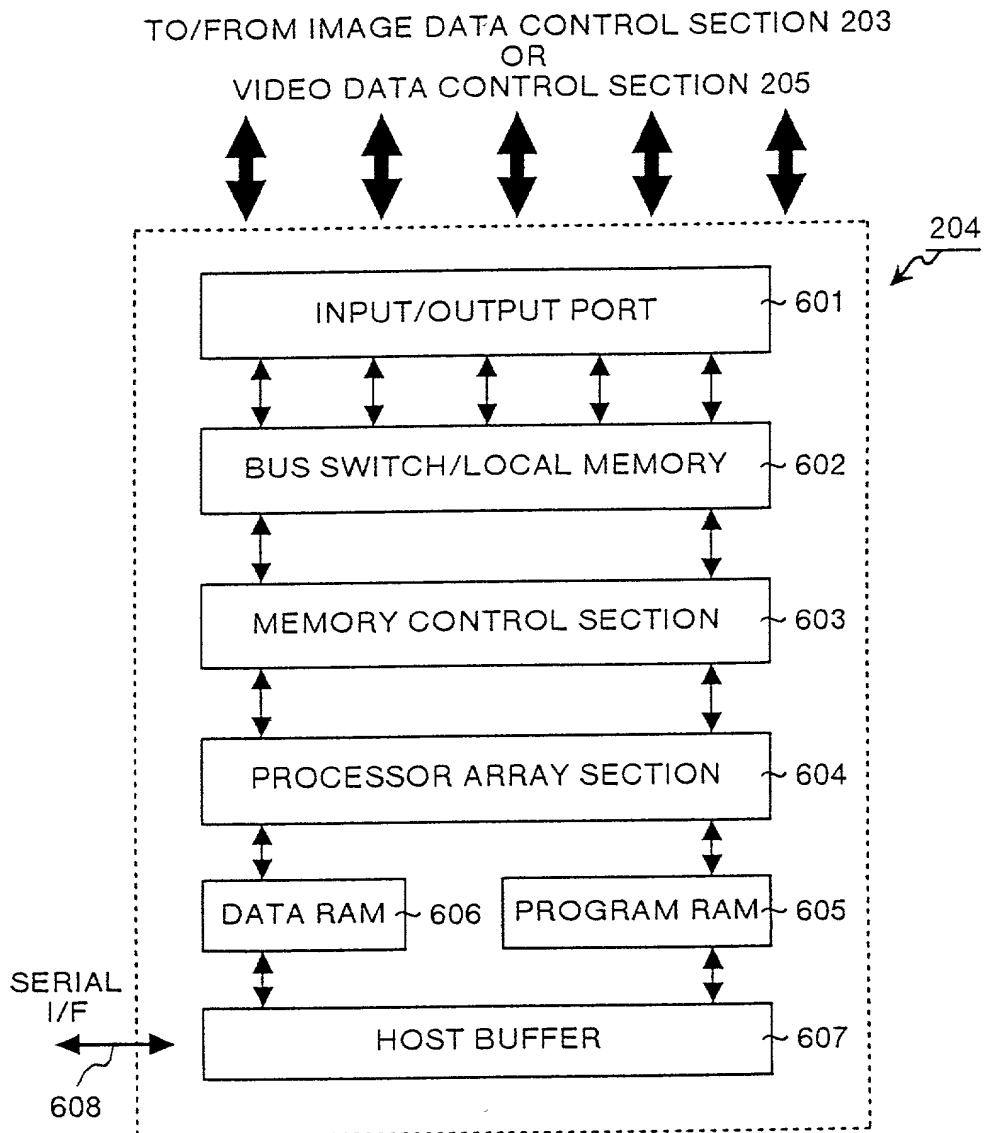 TO/FROM IMAGE DATA CONTROL SECTION 203
OR
VIDEO DATA CONTROL SECTION 205
204
INPUT/OUTPUT PORT
601
BUS SWITCH/LOCAL MEMORY
602
MEMORY CONTROL SECTION
603
PROCESSOR ARRAY SECTION
604
DATA RAM
606
PROGRAM RAM
605
SERIAL
I/F
HOST BUFFER
607
608